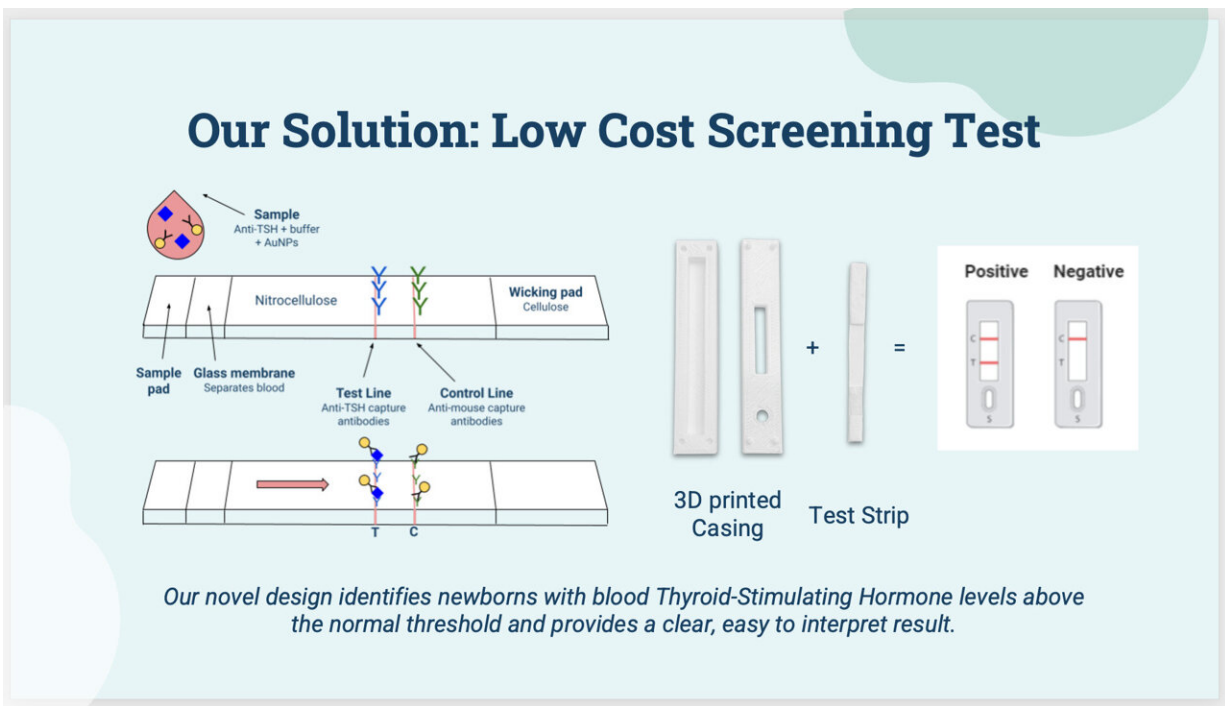 Our Solution: Low Cost Screening Test
Sample
Anti-TSH + buffer
+ AuNPs
Nitrocellulose
Wicking pad
Cellulose
Sample
pad
Glass membrane
Separates blood
Test Line
Anti-TSH capture
antibodies
Control Line
Anti-mouse capture
antibodies
T
C
+
=
3D printed
Casing
Test Strip
Positive
Negative
C
T
S
C
T
S
Our novel design identifies newborns with blood Thyroid-Stimulating Hormone levels above
the normal threshold and provides a clear, easy to interpret result.